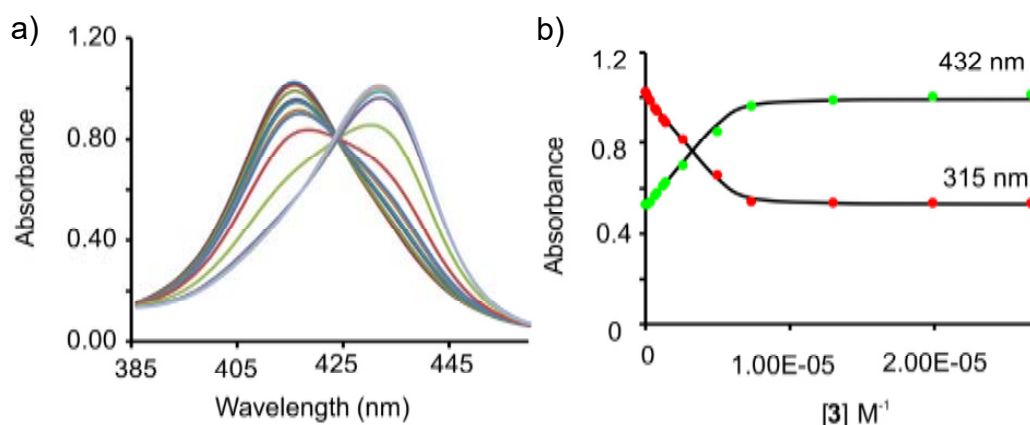 a)
1.20
0.80
0.40
0.00
Absorbance
385
405
425
445
Wavelength (nm)
b)
1.2
0.8
0.4
0
Absorbance
432 nm
315 nm
0
1.00E-05
2.00E-05
[3] M-1